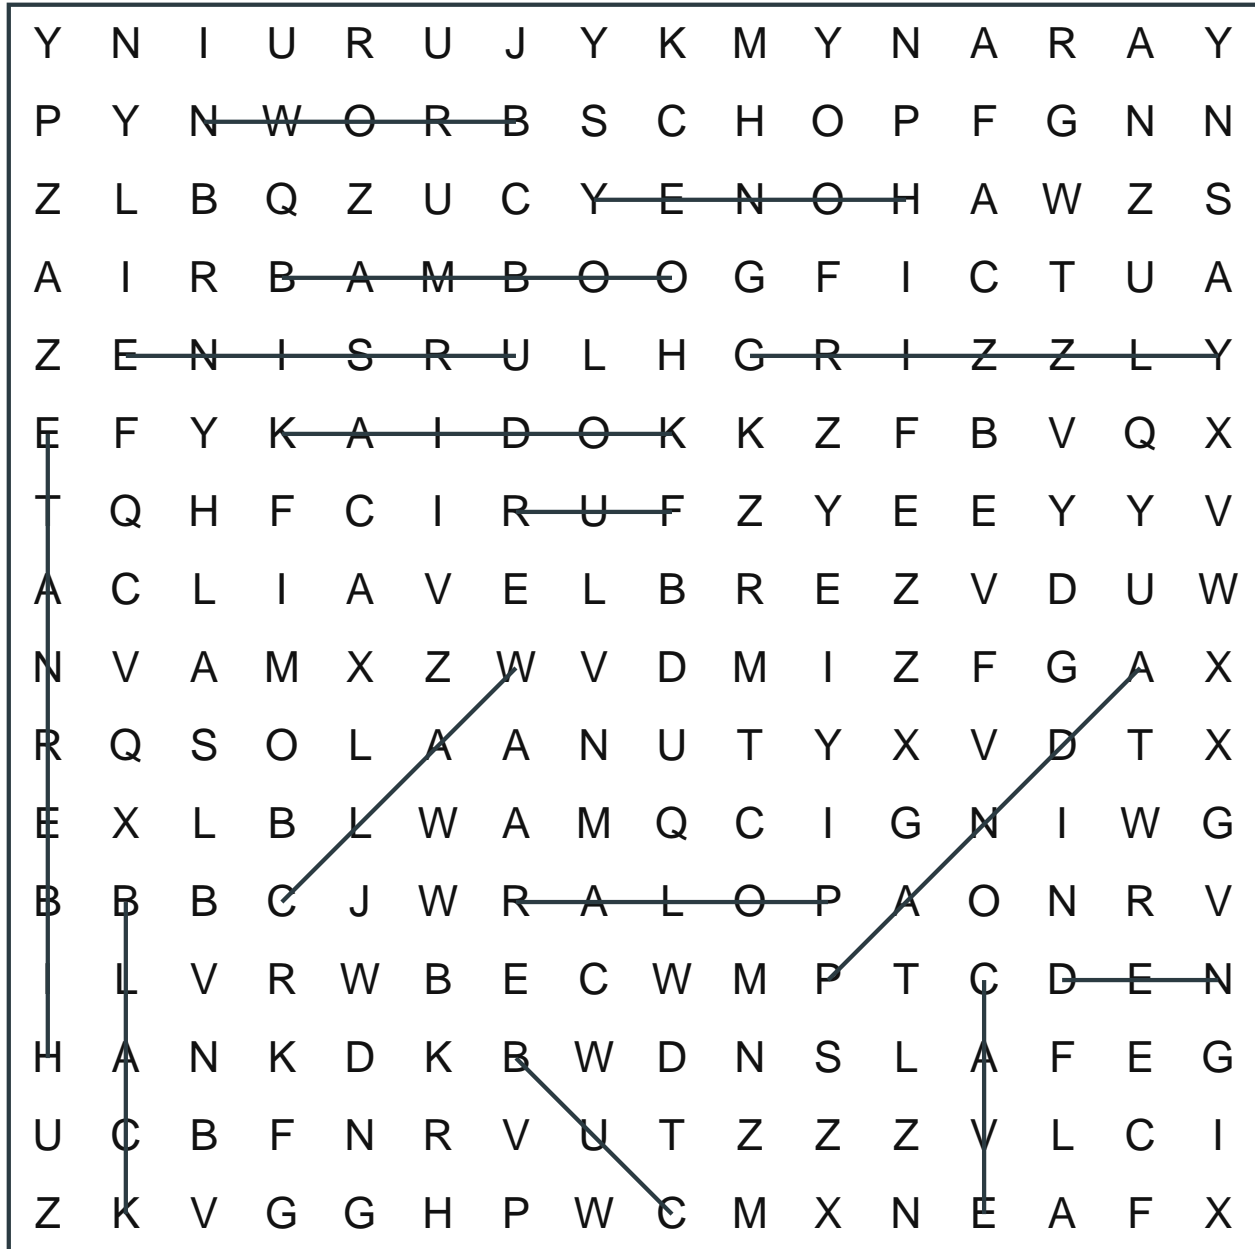 Y N I U R U J Y K M Y N A R A Y
P Y N W O R B S C H O P F G N N
Z L B Q Z U C Y E N O H A W Z S
A I R B A M B O O G F I C T U A
Z E N I S R U L H G R I Z Z L Y
E F Y K A I D O K K Z F B V Q X
T Q H F C I R U F Z Y E E Y Y V
A C L I A V E L B R E Z V D U W
N V A M X Z W V D M I Z F G A X
R Q S O L A A N U T Y X V D T X
E X L B L W A M Q C I G N I W G
B B B C J W R A L O P A O N R V
I L V R W B E C W M P T C D E N
H A N K D K B W D N S L A F E G
U C B F N R V U T Z Z Z V L C I
Z K V G G H P W C M X N E A F X